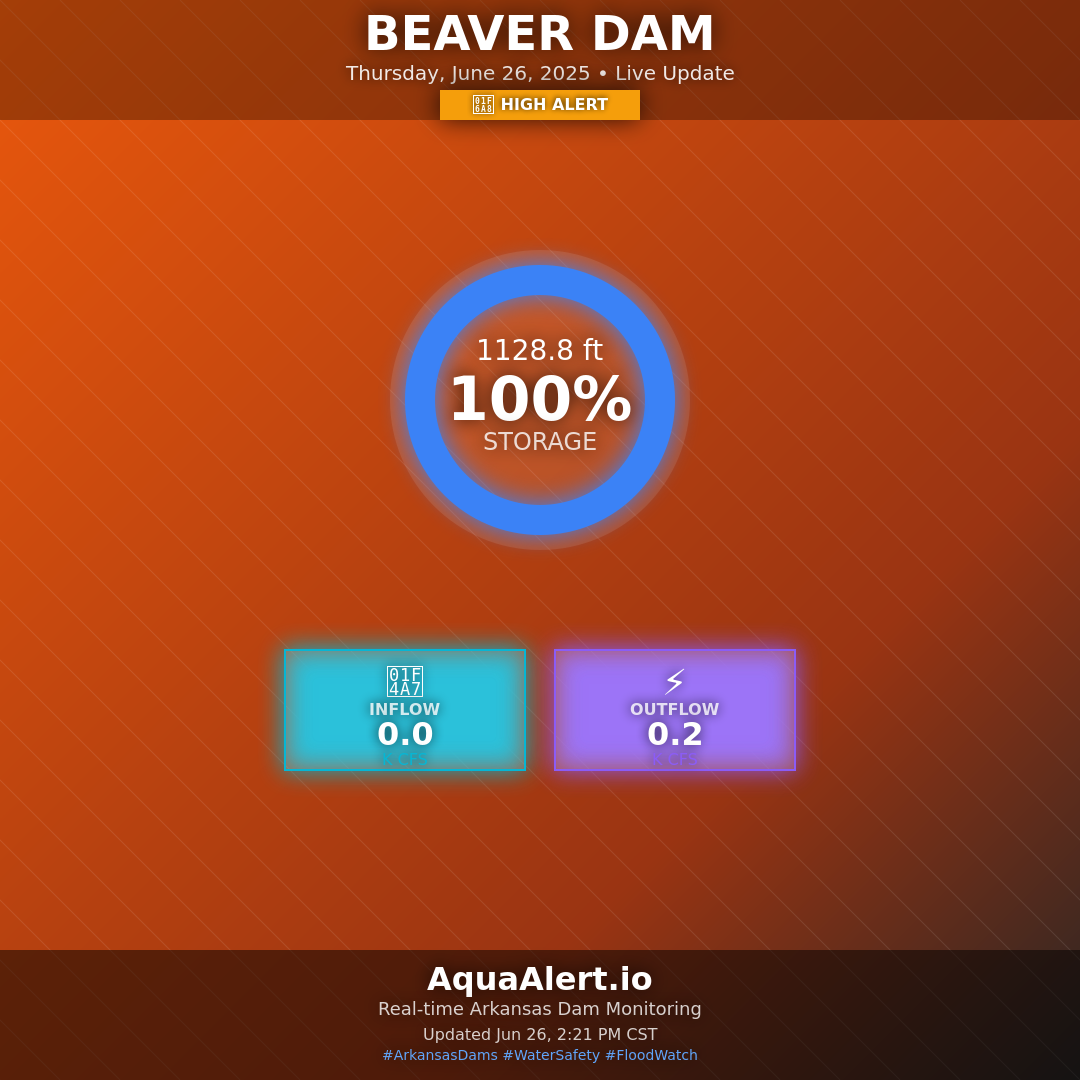 BEAVER DAM
Thursday, June 26, 2025 • Live Update
HIGH ALERT
1128.8 ft
100%
STORAGE
INFLOW
0.0
K CFS
⚡
OUTFLOW
0.2
K CFS
AquaAlert.io
Real-time Arkansas Dam Monitoring
Updated Jun 26, 2:21 PM CST
#ArkansasDams #WaterSafety #FloodWatch